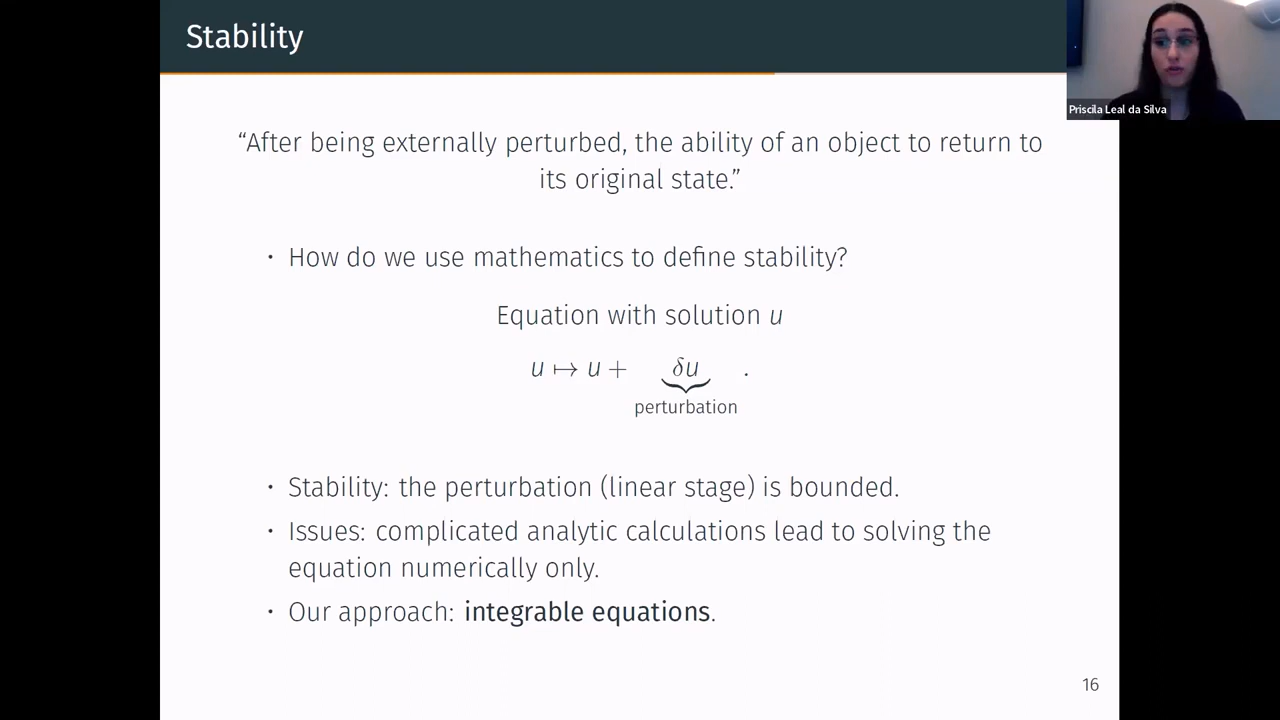 Stability
Priscila Leal da Silva
“After being externally perturbed, the ability of an object to return to
its original state.”
· How do we use mathematics to define stability?
Equation with solution u
u ↦ u + δu .
perturbation
· Stability: the perturbation (linear stage) is bounded.
· Issues: complicated analytic calculations lead to solving the
equation numerically only.
· Our approach: integrable equations.
16